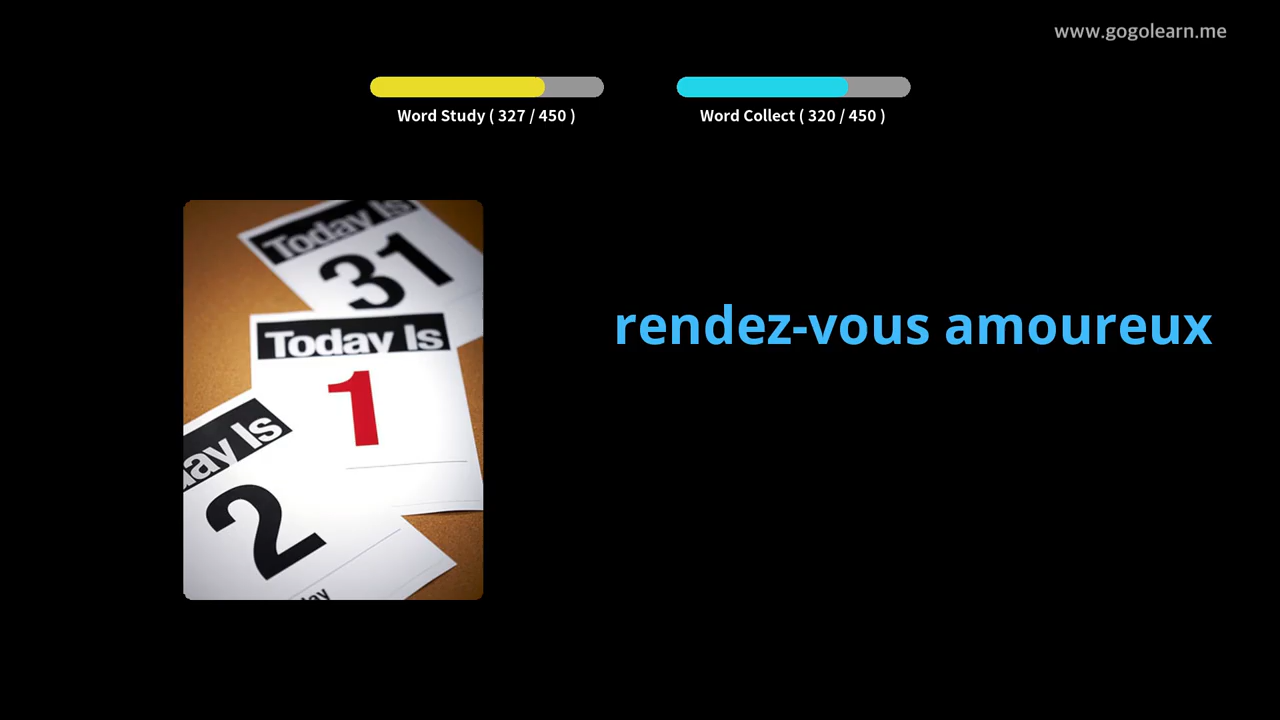 www.gogolearn.me
Word Study ( 327 / 450 )
Word Collect ( 320 / 450 )
Today Is
31
Today Is
1
ay Is
2
day
rendez-vous amoureux